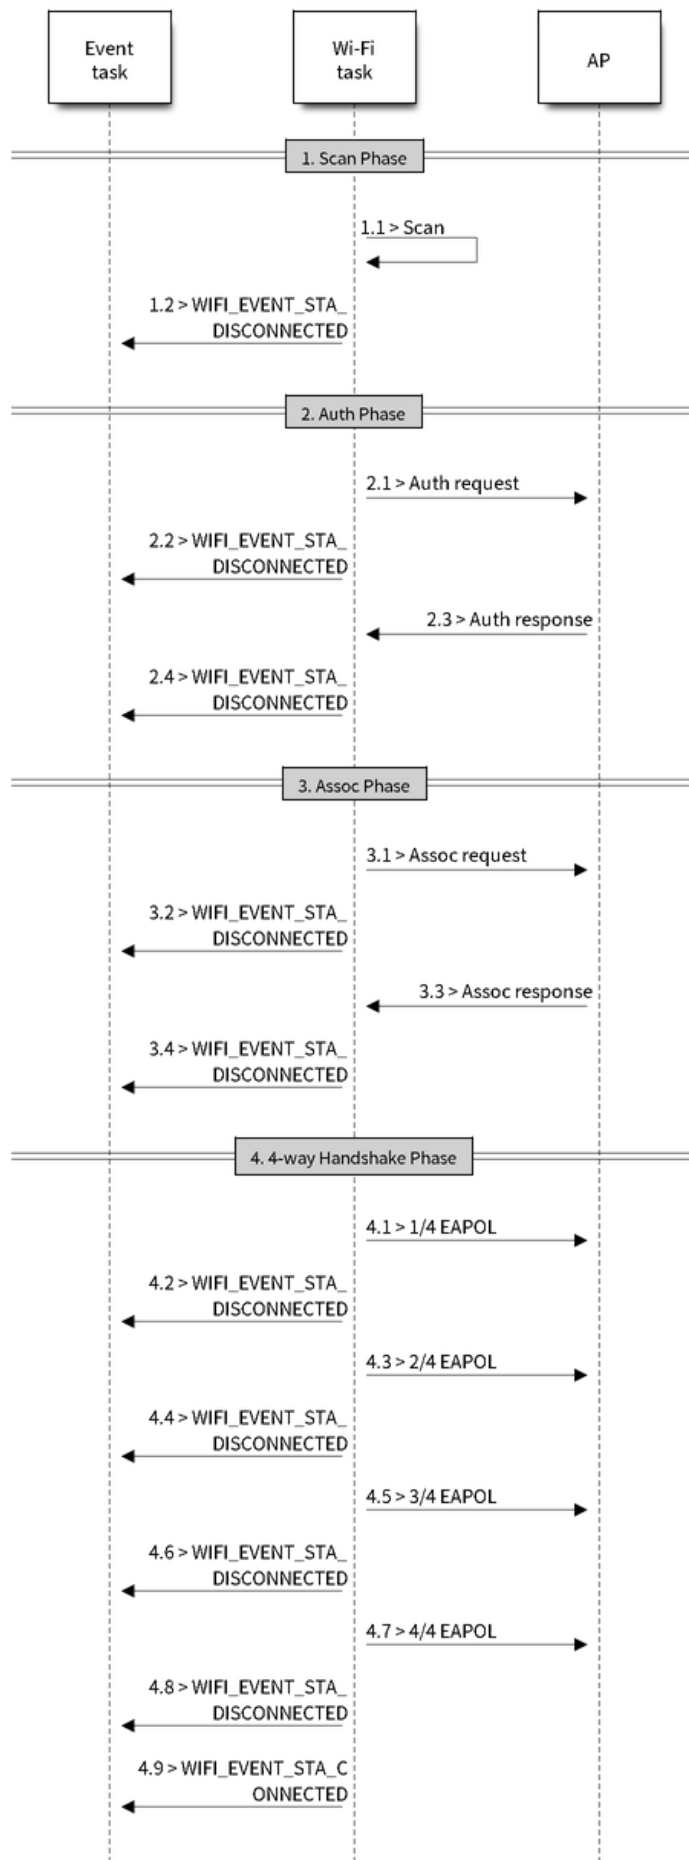 Event
task
Wi-Fi
task
AP
1. Scan Phase
1.1 > Scan
1.2 > WIFI_EVENT_STA_
DISCONNECTED
2. Auth Phase
2.1 > Auth request
2.2 > WIFI_EVENT_STA_
DISCONNECTED
2.3 > Auth response
2.4 > WIFI_EVENT_STA_
DISCONNECTED
3. Assoc Phase
3.1 > Assoc request
3.2 > WIFI_EVENT_STA_
DISCONNECTED
3.3 > Assoc response
3.4 > WIFI_EVENT_STA_
DISCONNECTED
4. 4-way Handshake Phase
4.1 > 1/4 EAPOL
4.2 > WIFI_EVENT_STA_
DISCONNECTED
4.3 > 2/4 EAPOL
4.4 > WIFI_EVENT_STA_
DISCONNECTED
4.5 > 3/4 EAPOL
4.6 > WIFI_EVENT_STA_
DISCONNECTED
4.7 > 4/4 EAPOL
4.8 > WIFI_EVENT_STA_
DISCONNECTED
4.9 > WIFI_EVENT_STA_C
ONNECTED